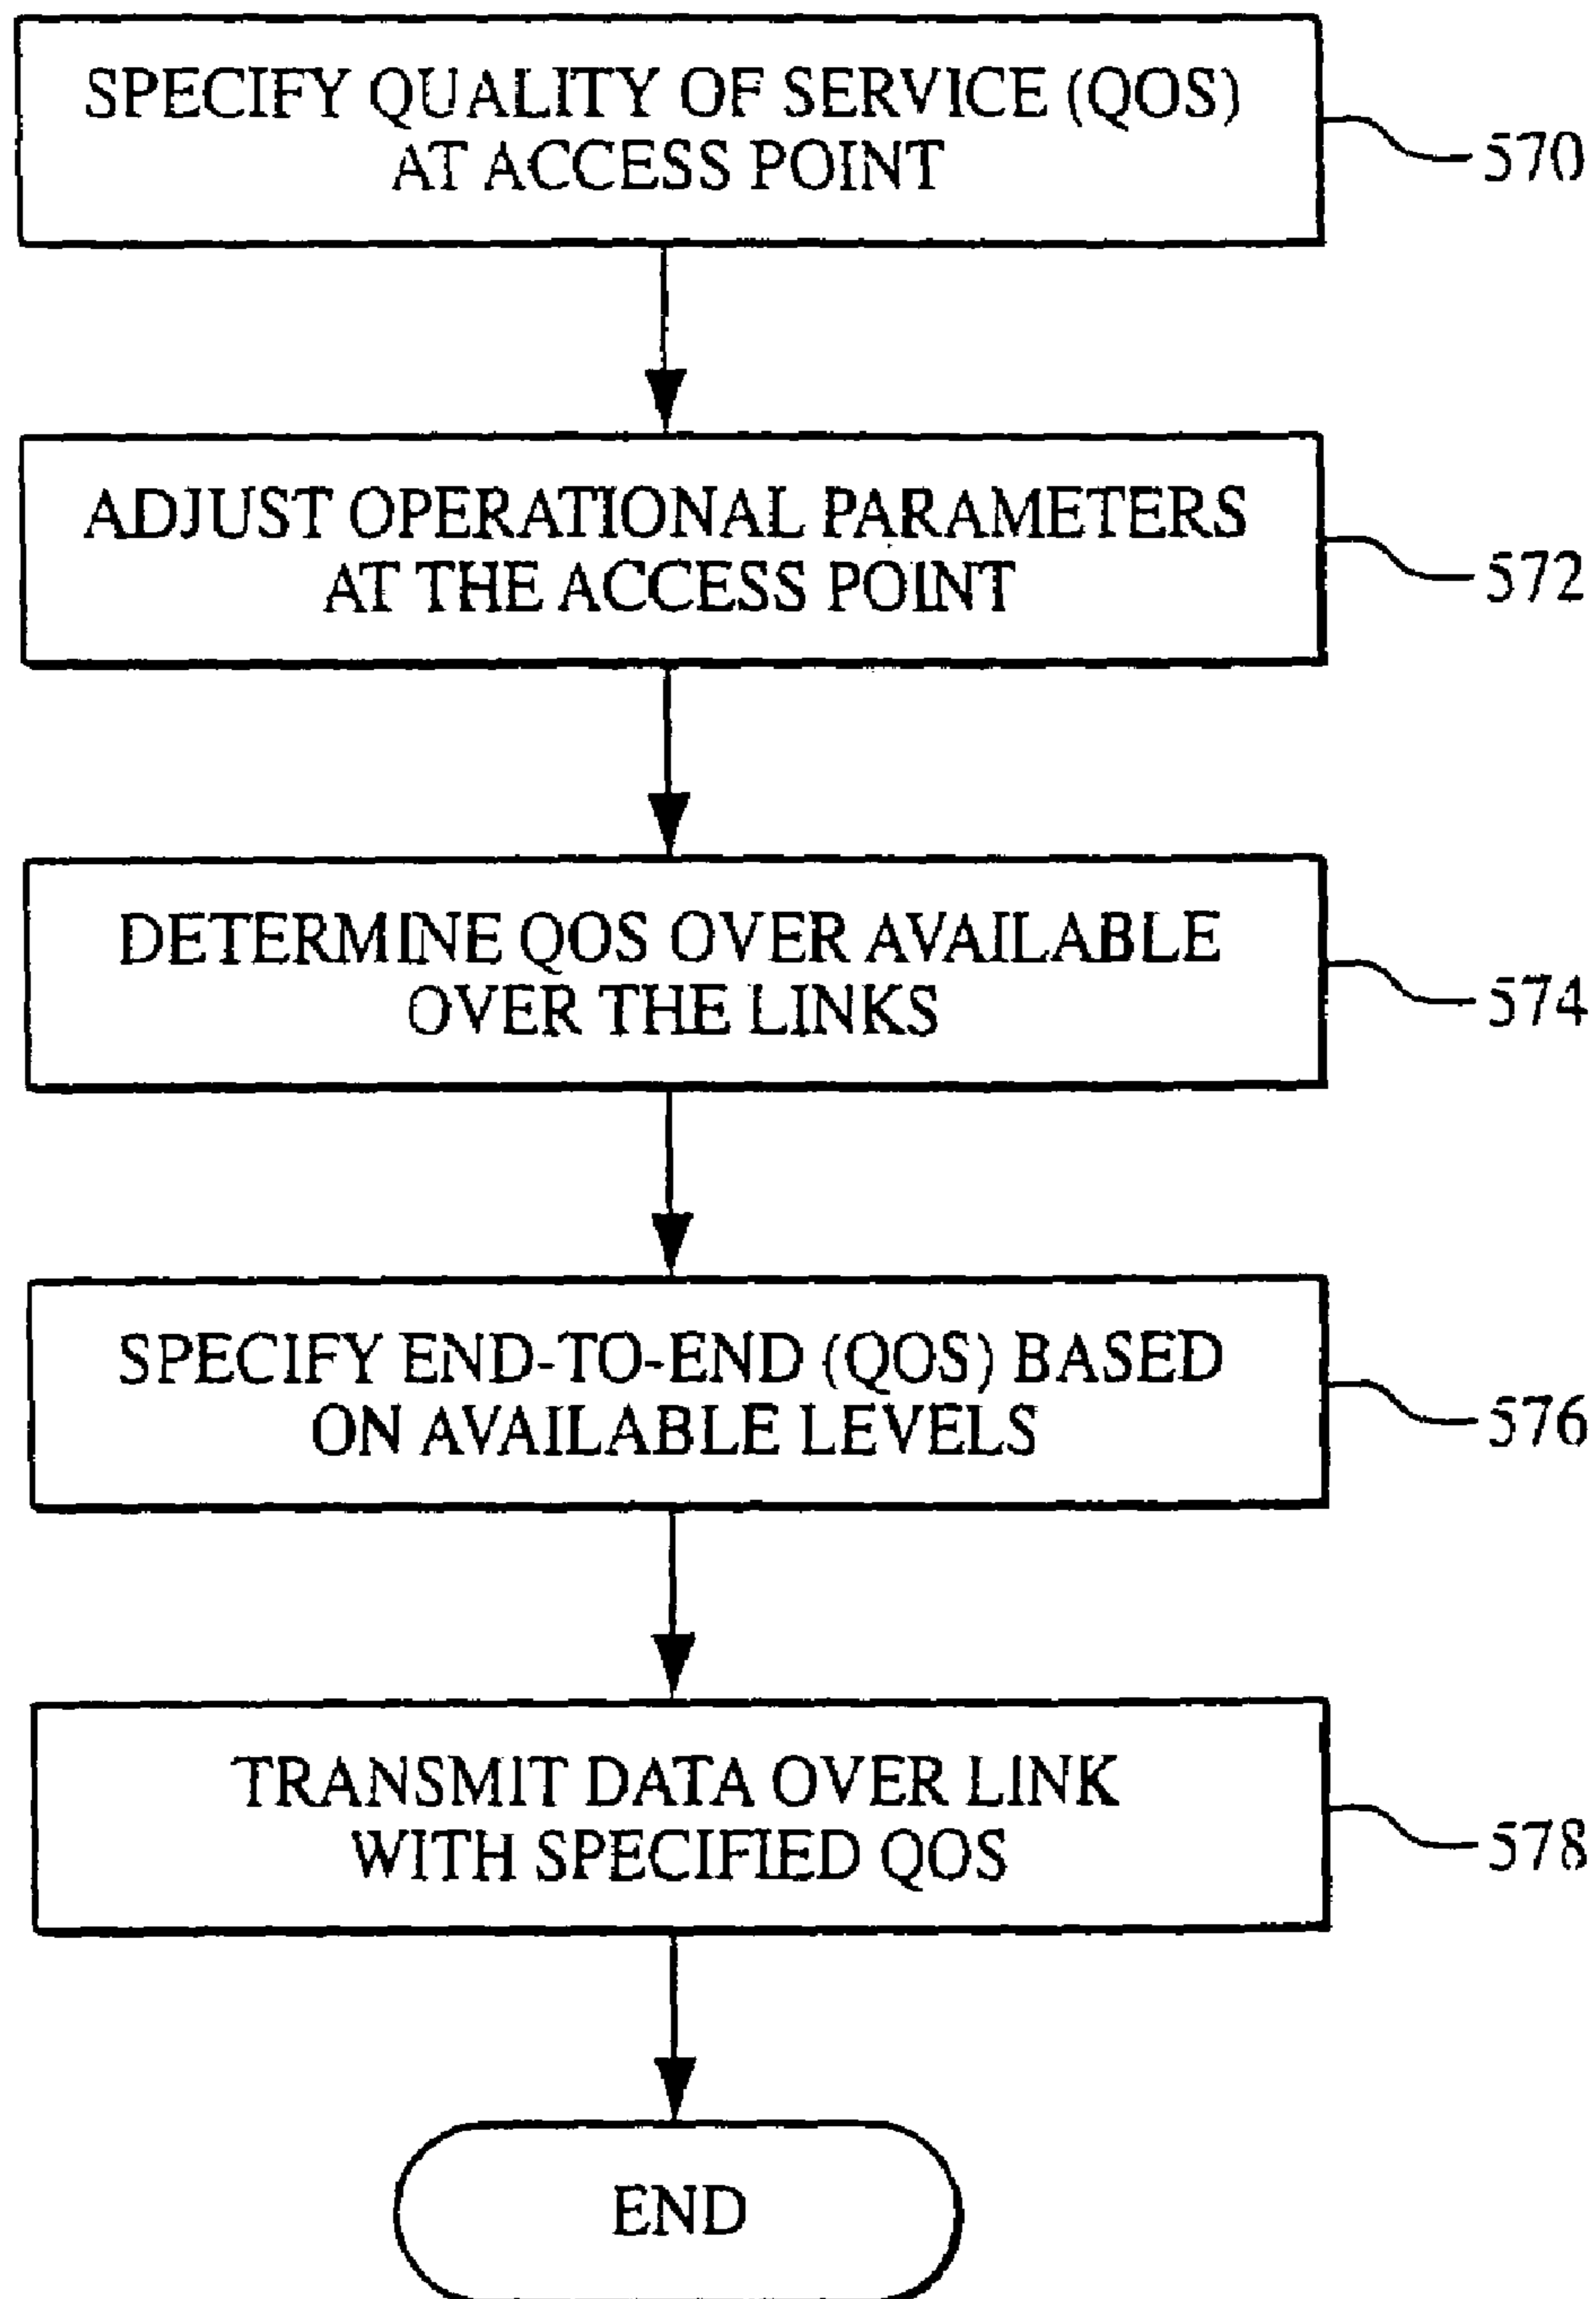 SPECIFY QUALITY OF SERVICE (QOS)
AT ACCESS POINT
570
ADJUST OPERATIONAL PARAMETERS
AT THE ACCESS POINT
572
DETERMINE QOS OVER AVAILABLE
OVER THE LINKS
574
SPECIFY END-TO-END (QOS) BASED
ON AVAILABLE LEVELS
576
TRANSMIT DATA OVER LINK
WITH SPECIFIED QOS
578
END